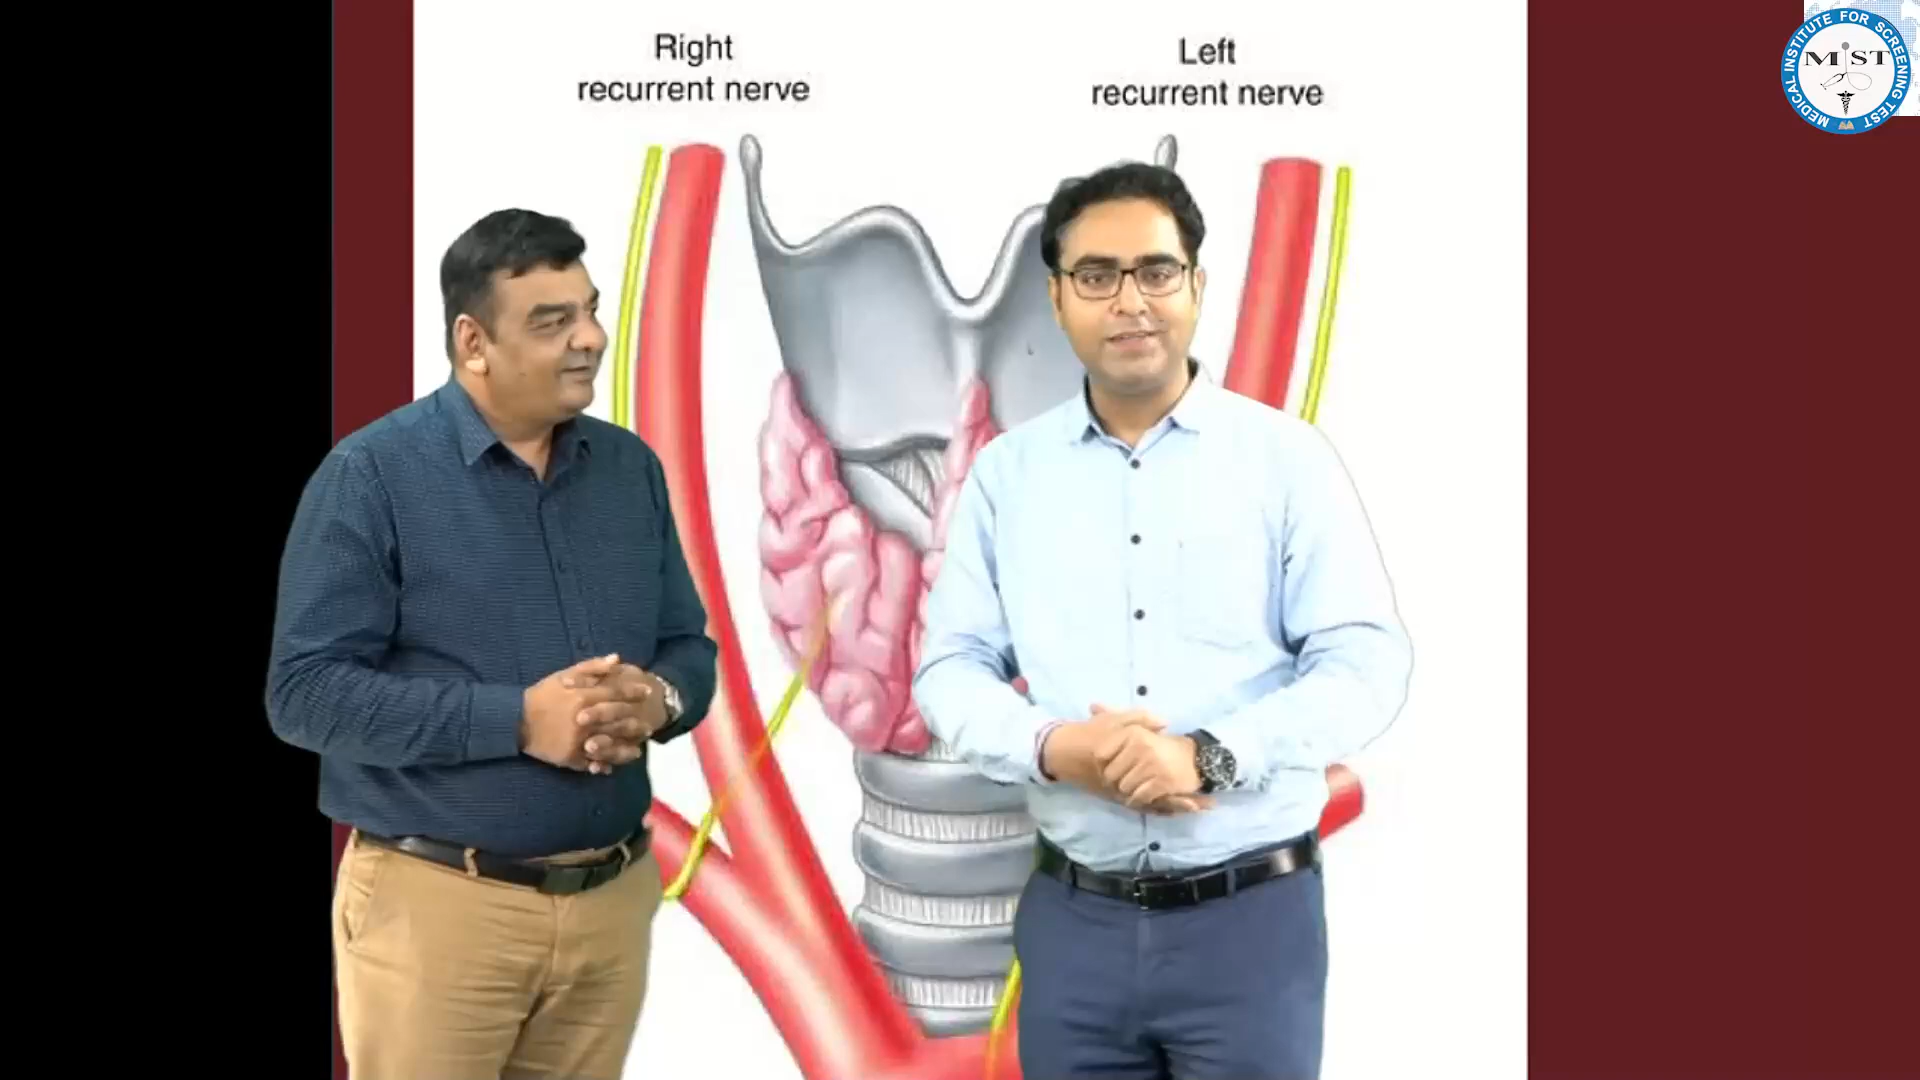 Right
recurrent nerve
Left
recurrent nerve
MIST
MEDICAL INSTITUTE FOR SCREENING TEST